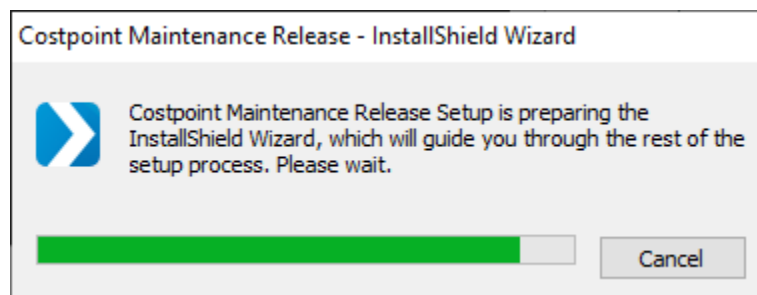 Costpoint Maintenance Release - InstallShield Wizard
Costpoint Maintenance Release Setup is preparing the
InstallShield Wizard, which will guide you through the rest of the
setup process. Please wait.
Cancel